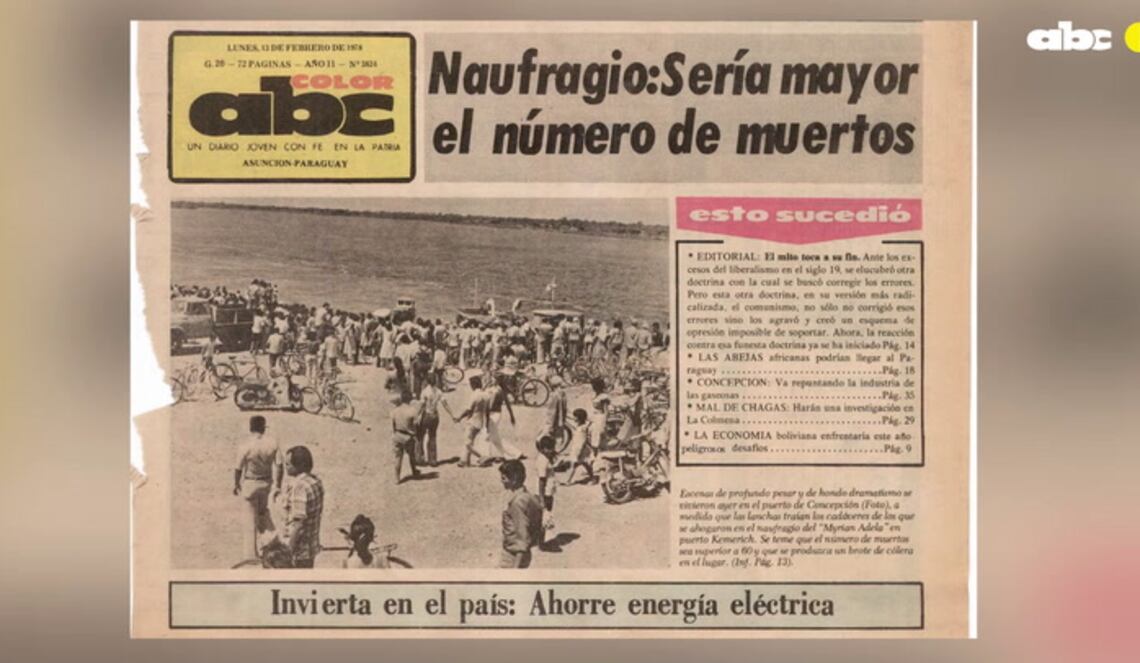 LUNES, 13 DE FEBRERO DE 1978
G. 20 — 72 PAGINAS — AÑO 11 — Nº 3824
COLOR
abc
UN DIARIO JOVEN CON FE EN LA PATRIA
ASUNCION-PARAGUAY
Naufragio: Sería mayor
el número de muertos
esto sucedió
* EDITORIAL: El mito toca a su fin. Ante los ex-
cesos del liberalismo en el siglo 19, se elucubró otra
doctrina con la cual se buscó corregir los errores.
Pero esta otra doctrina, en su versión más radi-
calizada, el comunismo, no sólo no corrigió esos
errores sino los agravó y creó un esquema de
opresión imposible de soportar. Ahora, la reacción
contra esa funesta doctrina ya se ha iniciado Pág. 14
* LAS ABEJAS africanas podrían llegar al Pa-
raguay ..............................Pág. 18
* CONCEPCION: Va repuntando la industria de
las gaseosas ..........................Pág. 35
* MAL DE CHAGAS: Harán una investigación en
La Colmena ..........................Pág. 29
* LA ECONOMIA boliviana enfrentaría este año
peligrosos desafíos ......................Pág. 9
Escenas de profundo pesar y de hondo dramatismo se
vivieron ayer en el puerto de Concepción (Foto), a
medida que las lanchas traían los cadáveres de los que
se ahogaron en el naufragio del "Myrian Adela" en
puerto Kemerich. Se teme que el número de muertos
sea superior a 60 y que se produzca un brote de cólera
en el lugar. (Inf. Pág. 13).
Invierta en el país: Ahorre energía eléctrica
abc